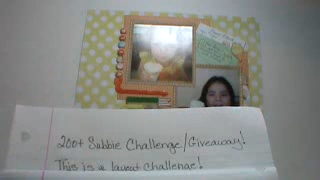 200+ Subbie Challenge/Giveaway!
This is a layout Challenge!